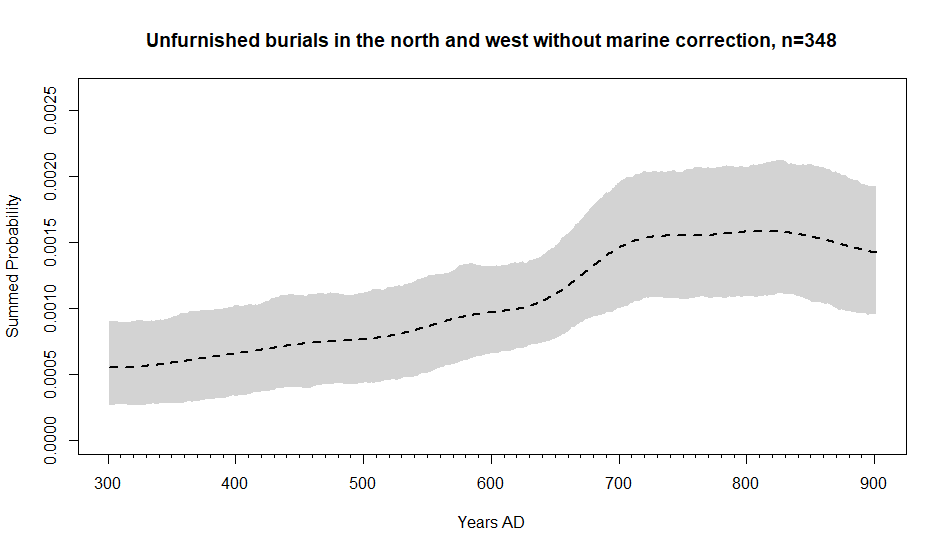 Unfurnished burials in the north and west without marine correction, n=348
Summed Probability
0.0025
0.0020
0.0015
0.0010
0.0005
0.0000
300 400 500 600 700 800 900
Years AD